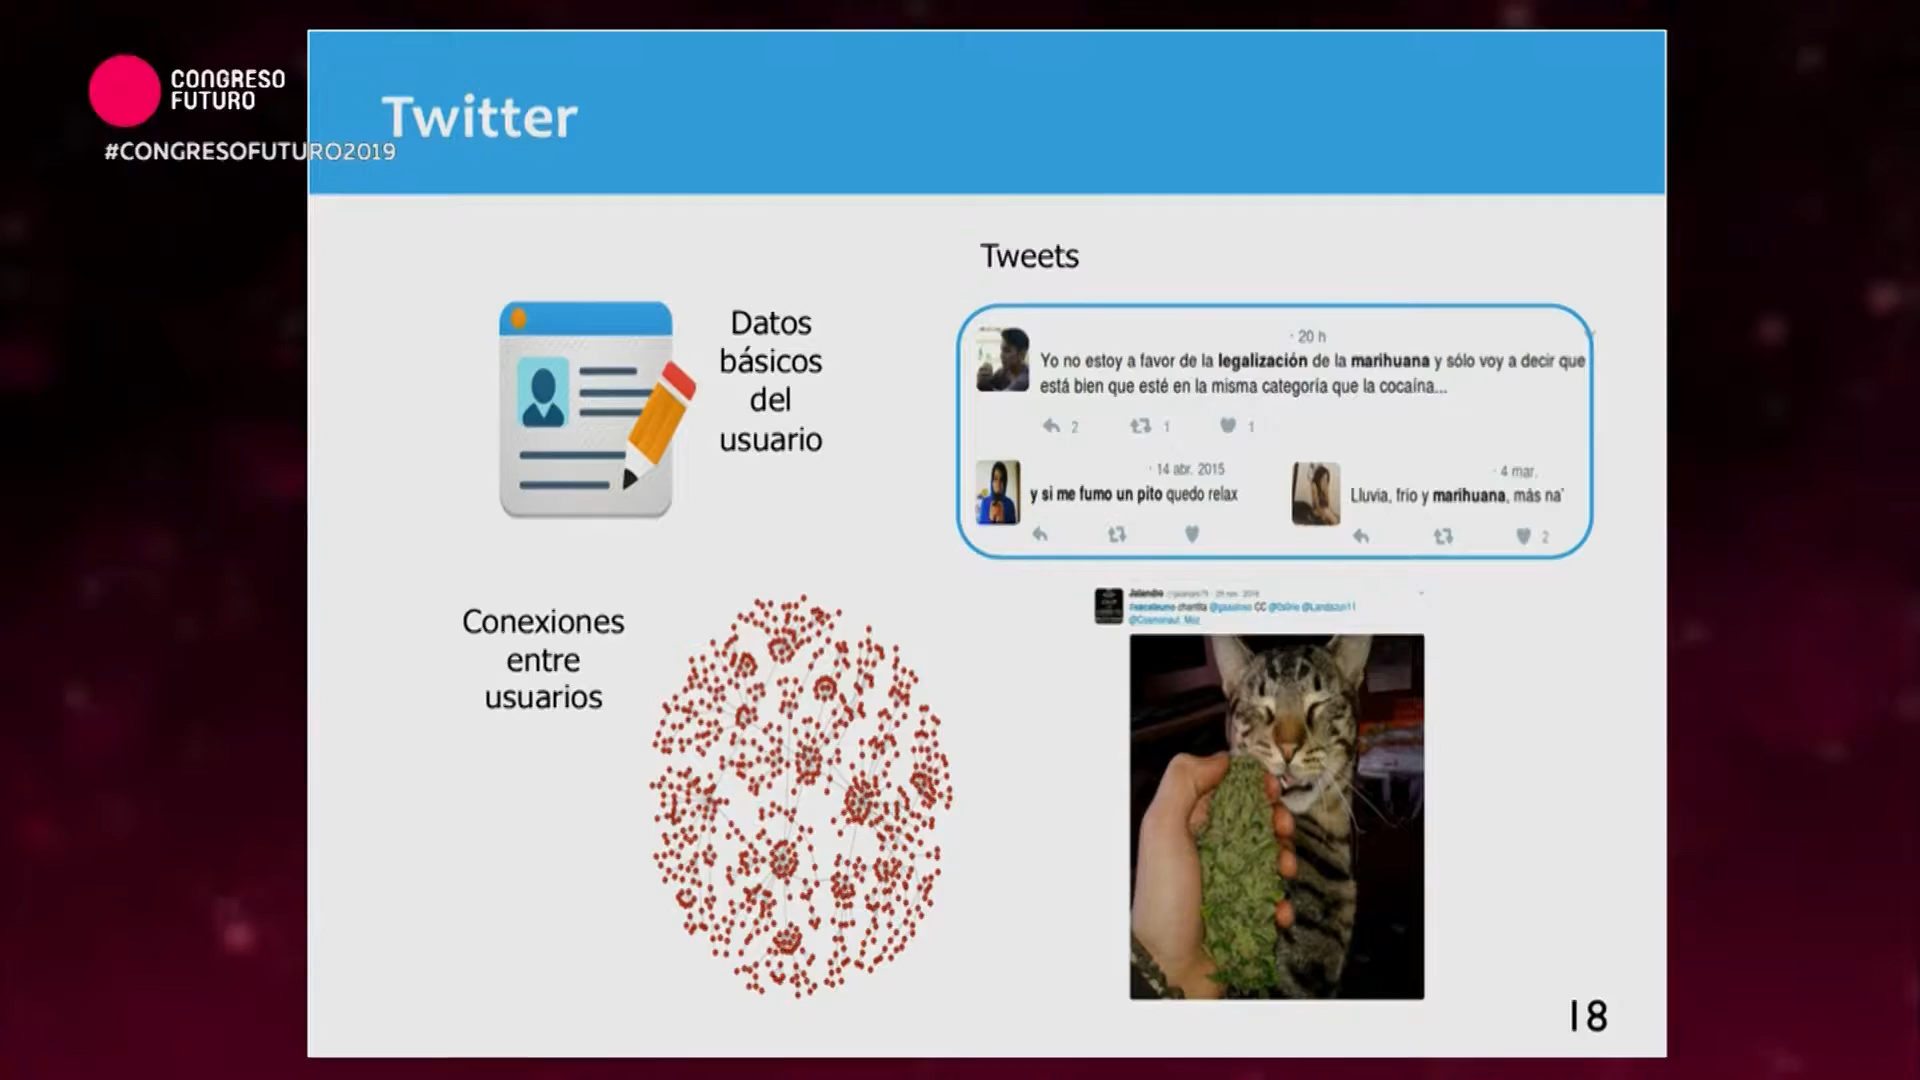 CONGRESO
FUTURO
#CONGRESOFUTURO2019
Twitter
Tweets
Datos
básicos
del
usuario
· 20 h
Yo no estoy a favor de la legalización de la marihuana y sólo voy a decir que
está bien que esté en la misma categoría que la cocaína...
2 1 1
· 14 abr. 2015
y si me fumo un pito quedo relax
· 4 mar.
Lluvia, frío y marihuana, más na'
2
Conexiones
entre
usuarios
Jalandro
chantita CC
18